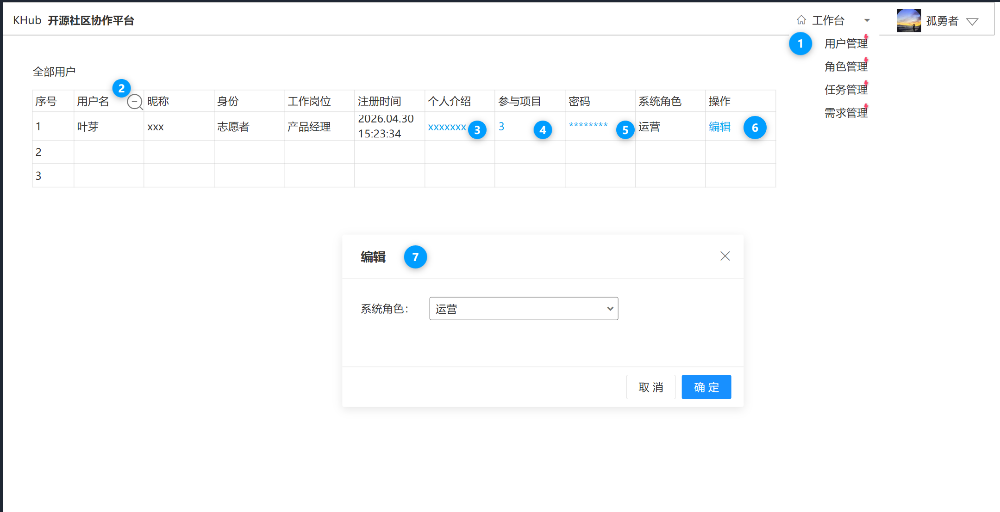 KHub 开源社区协作平台
工作台
孤勇者
1
用户管理
角色管理
任务管理
需求管理
全部用户
2
序号 用户名 昵称 身份 工作岗位 注册时间 个人介绍 参与项目 密码 系统角色 操作
1 叶芽 xxx 志愿者 产品经理 2026.04.30 15:23:34 xxxxxxx 3 3 4 ******** 5 运营 编辑 6
2
3
编辑 7
系统角色：
运营
取 消 确 定